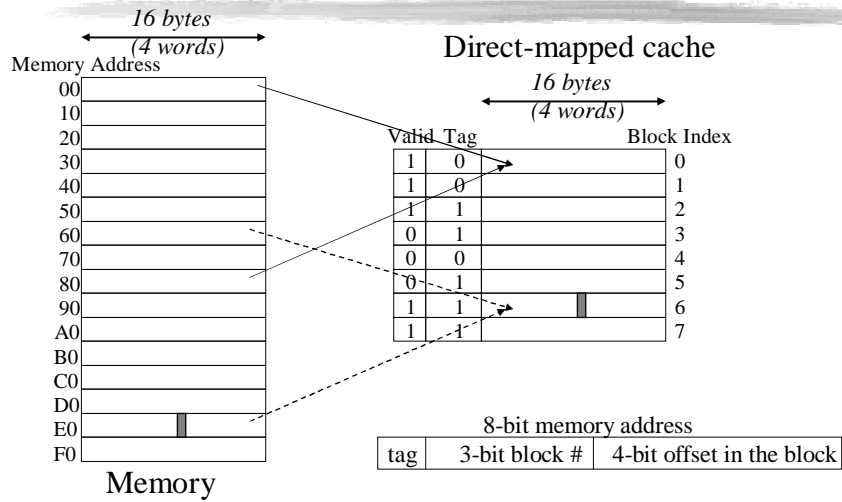 16 bytes
(4 words)
Memory Address
00
10
20
30
40
50
60
70
80
90
A0
B0
C0
D0
E0
F0
Memory
Direct-mapped cache
16 bytes
(4 words)
Valid Tag Block Index
1 0 0
1 0 1
1 1 2
0 1 3
0 0 4
0 1 5
1 1 6
1 1 7
8-bit memory address
tag 3-bit block # 4-bit offset in the block